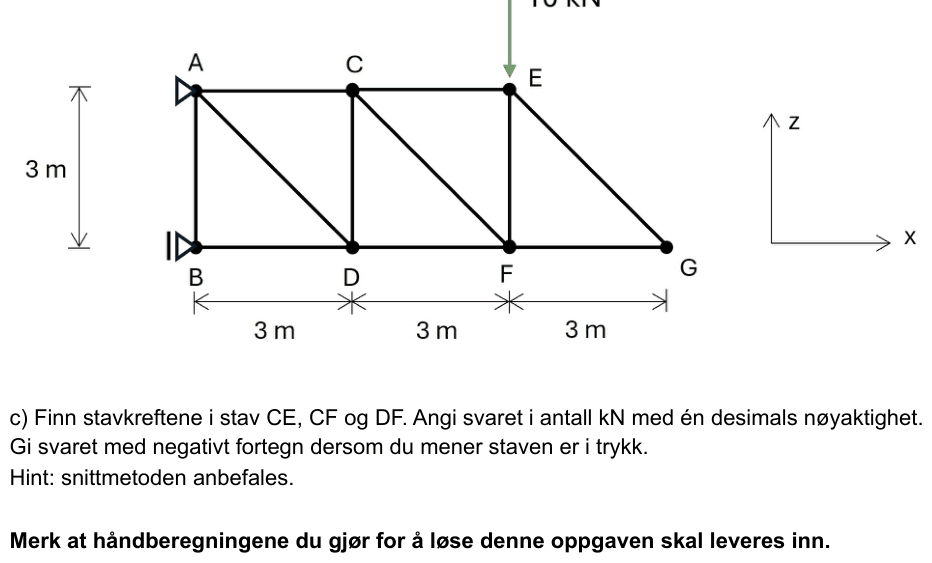 10 kN
A
C
E
z
3 m
x
B
D
F
G
3 m
3 m
3 m
c) Finn stavkreftene i stav CE, CF og DF. Angi svaret i antall kN med én desimals nøyaktighet.
Gi svaret med negativt fortegn dersom du mener staven er i trykk.
Hint: snittmetoden anbefales.
Merk at håndberegningene du gjør for å løse denne oppgaven skal leveres inn.